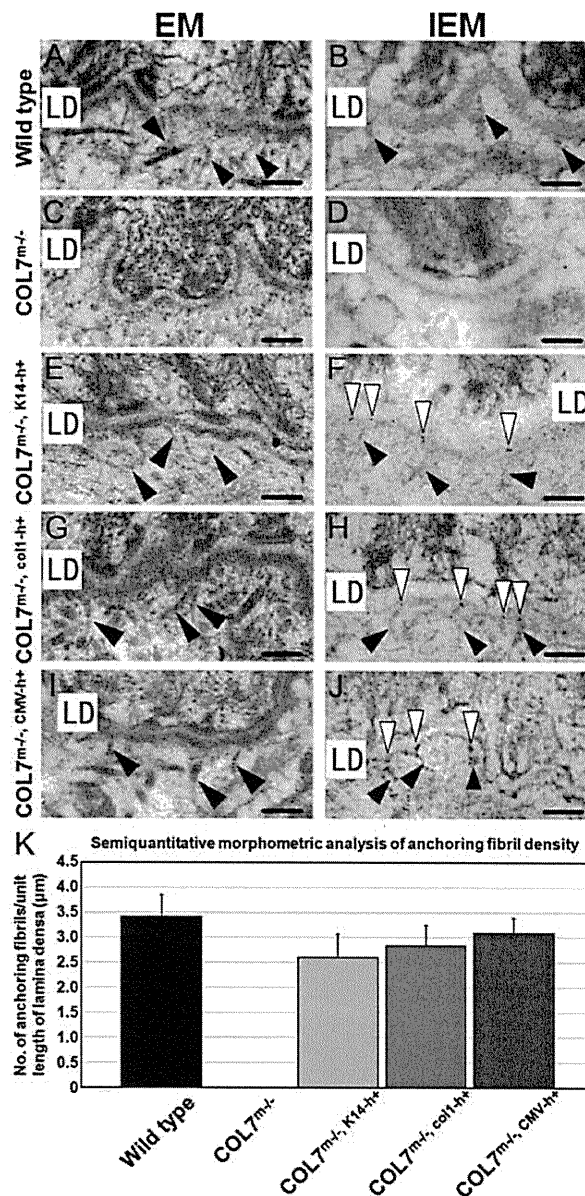 EM IEM
Wild type
A LD
B LD
COL7m-/-
C LD
D LD
COL7m-/-, K14-h+
E LD
F LD
COL7m-/-, col1-h+
G LD
H LD
COL7m-/-, CMV-h+
I LD
J LD
K Semiquantitative morphometric analysis of anchoring fibril density
No. of anchoring fibrils/unit
length of lamina densa (μm)
4.5
4.0
3.5
3.0
2.5
2.0
1.5
1.0
0.5
0
Wild type
COL7m-/-
COL7m-/-, K14-h+
COL7m-/-, col1-h+
COL7m-/-, CMV-h+